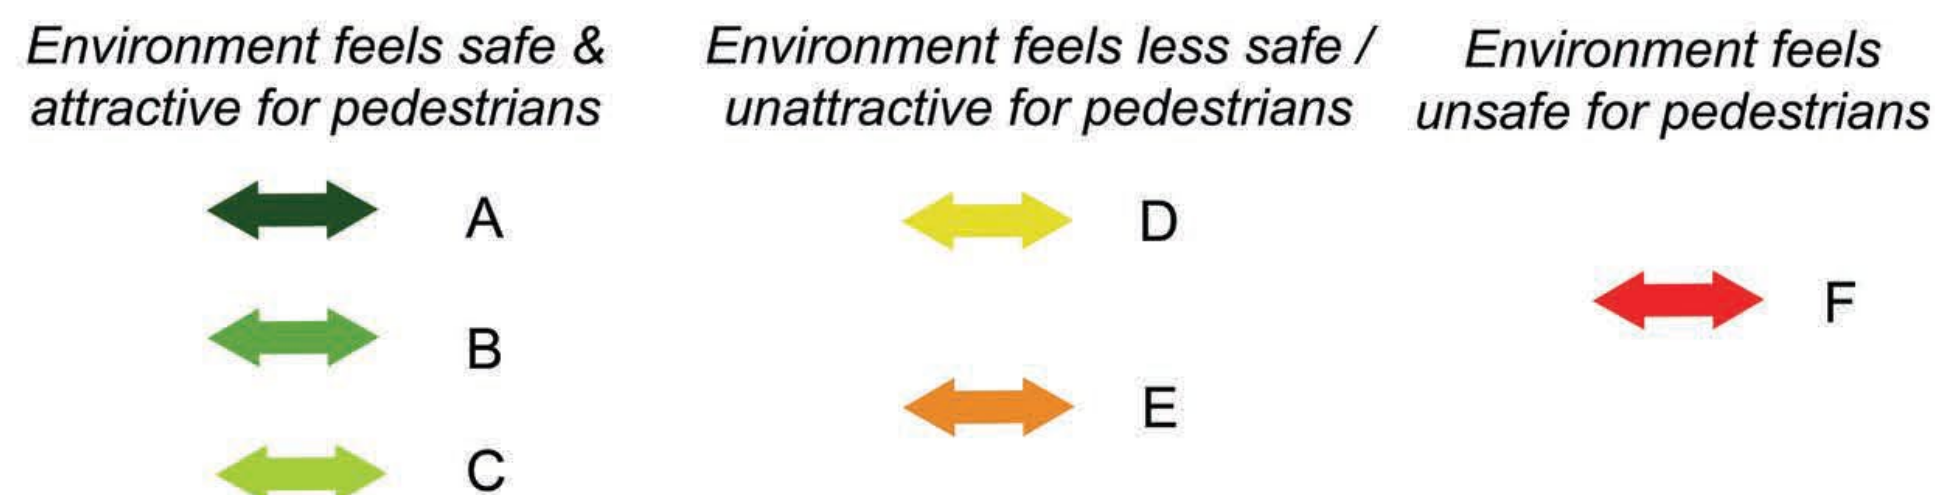 Environment feels safe &
attractive for pedestrians
A
B
C
Environment feels less safe /
unattractive for pedestrians
D
E
Environment feels
unsafe for pedestrians
F